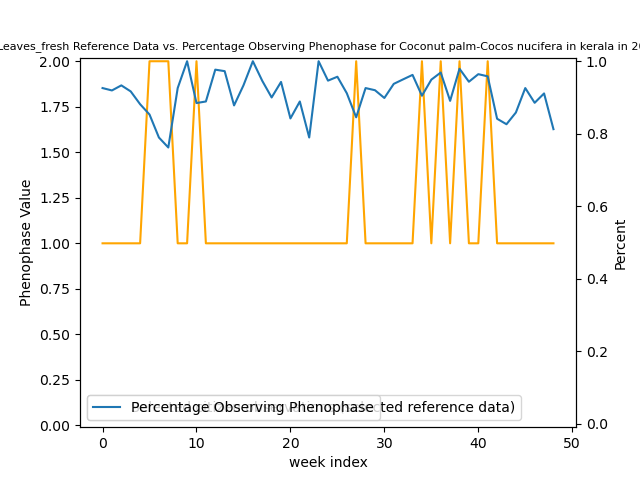 Leaves_fresh Reference Data vs. Percentage Observing Phenophase for Coconut palm-Cocos nucifera in kerala in
2.00
1.75
1.50
1.25
1.00
0.75
0.50
0.25
0.00
Phenophase Value
1.0
0.8
0.6
0.4
0.2
0.0
Percent
Percentage Observing Phenophase ted reference data)
0 10 20 30 40 50
week index